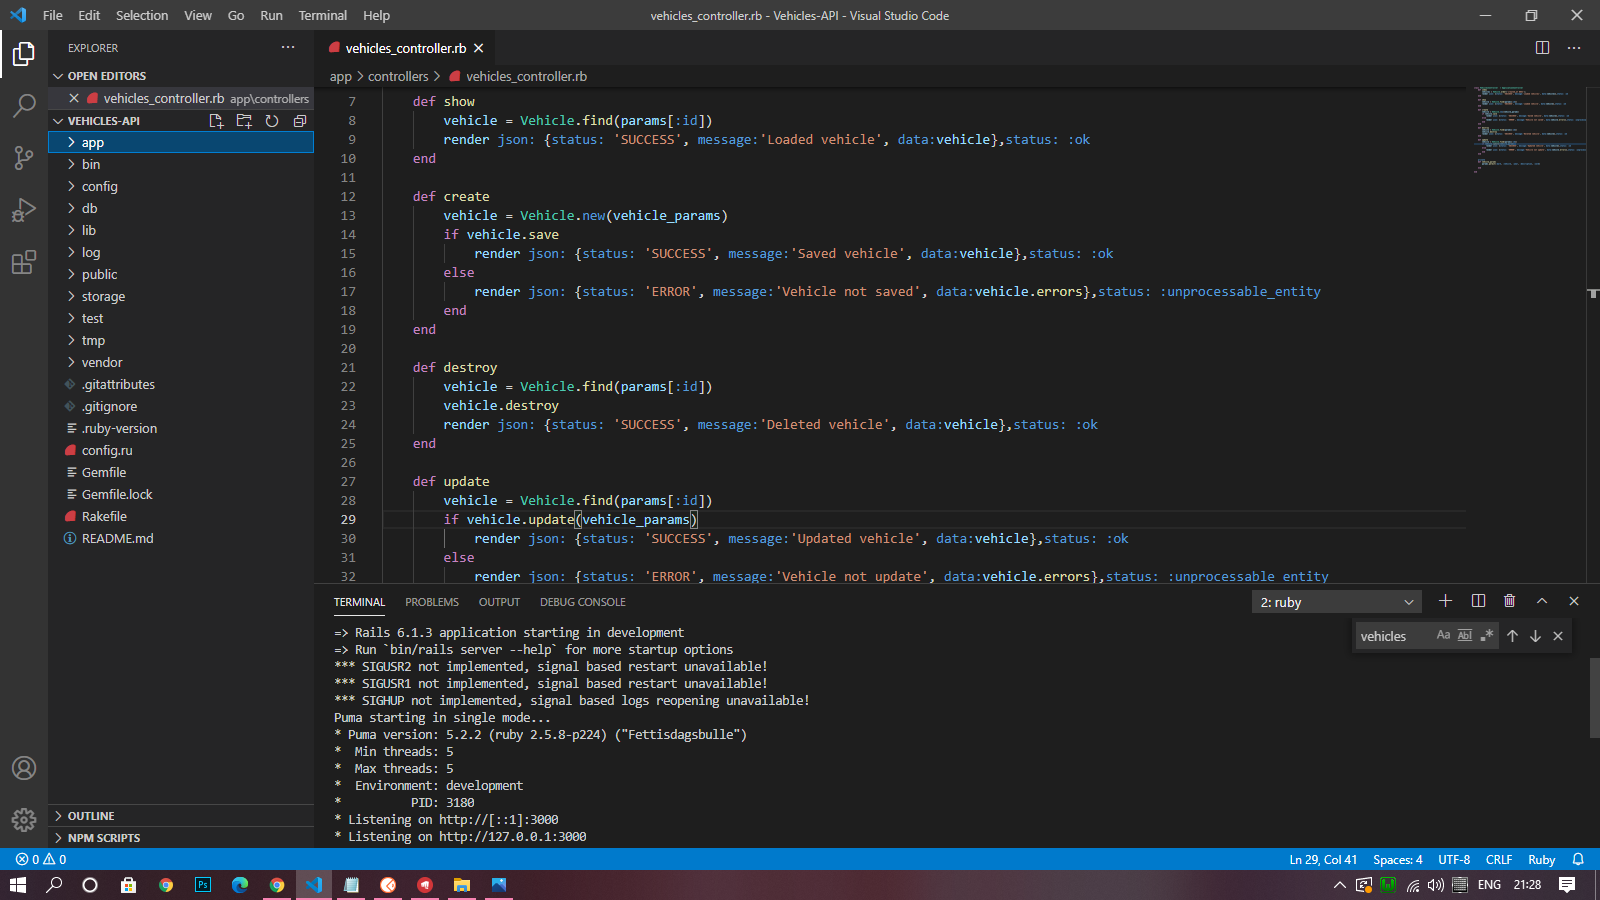 File Edit Selection View Go Run Terminal Help
vehicles_controller.rb - Vehicles-API - Visual Studio Code
EXPLORER
OPEN EDITORS
vehicles_controller.rb app\controllers
VEHICLES-API
app
bin
config
db
lib
log
public
storage
test
tmp
vendor
.gitattributes
.gitignore
.ruby-version
config.ru
Gemfile
Gemfile.lock
Rakefile
README.md
OUTLINE
NPM SCRIPTS
vehicles_controller.rb
app > controllers > vehicles_controller.rb
7 def show
8 vehicle = Vehicle.find(params[:id])
9 render json: {status: 'SUCCESS', message:'Loaded vehicle', data:vehicle},status: :ok
10 end
11
12 def create
13 vehicle = Vehicle.new(vehicle_params)
14 if vehicle.save
15 render json: {status: 'SUCCESS', message:'Saved vehicle', data:vehicle},status: :ok
16 else
17 render json: {status: 'ERROR', message:'Vehicle not saved', data:vehicle.errors},status: :unprocessable_entity
18 end
19 end
20
21 def destroy
22 vehicle = Vehicle.find(params[:id])
23 vehicle.destroy
24 render json: {status: 'SUCCESS', message:'Deleted vehicle', data:vehicle},status: :ok
25 end
26
27 def update
28 vehicle = Vehicle.find(params[:id])
29 if vehicle.update(vehicle_params)
30 render json: {status: 'SUCCESS', message:'Updated vehicle', data:vehicle},status: :ok
31 else
32 render json: {status: 'ERROR', message:'Vehicle not update', data:vehicle.errors},status: :unprocessable_entity
TERMINAL PROBLEMS OUTPUT DEBUG CONSOLE
2: ruby
vehicles
=> Rails 6.1.3 application starting in development
=> Run `bin/rails server --help` for more startup options
*** SIGUSR2 not implemented, signal based restart unavailable!
*** SIGUSR1 not implemented, signal based restart unavailable!
*** SIGHUP not implemented, signal based logs reopening unavailable!
Puma starting in single mode...
* Puma version: 5.2.2 (ruby 2.5.8-p224) ("Fettisdagsbulle")
* Min threads: 5
* Max threads: 5
* Environment: development
* PID: 3180
* Listening on http://[::1]:3000
* Listening on http://127.0.0.1:3000
0 0
Ln 29, Col 41 Spaces: 4 UTF-8 CRLF Ruby
ENG 21:28